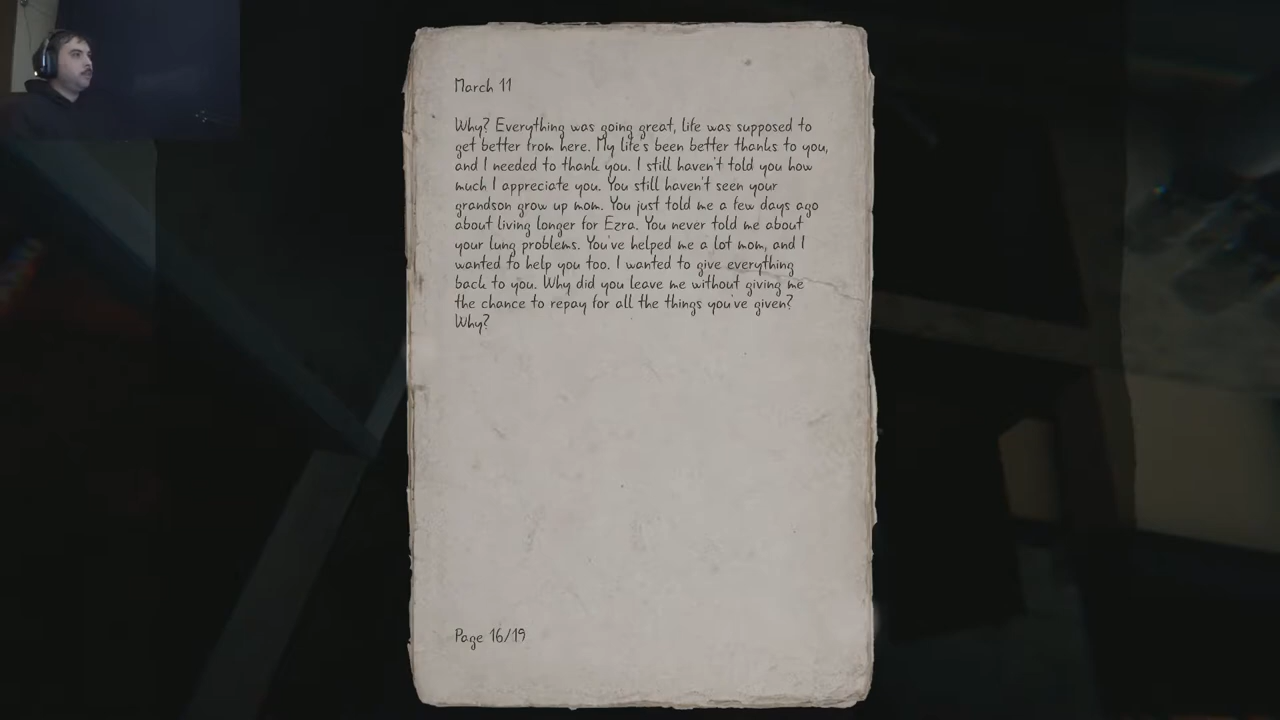 March 11
Why? Everything was going great, life was supposed to
get better from here. My life's been better thanks to you,
and I needed to thank you. I still haven't told you how
much I appreciate you. You still haven't seen your
grandson grow up mom. You just told me a few days ago
about living longer for Ezra. You never told me about
your lung problems. You've helped me a lot mom, and I
wanted to help you too. I wanted to give everything
back to you. Why did you leave me without giving me
the chance to repay for all the things you've given?
Why?
Page 16/19